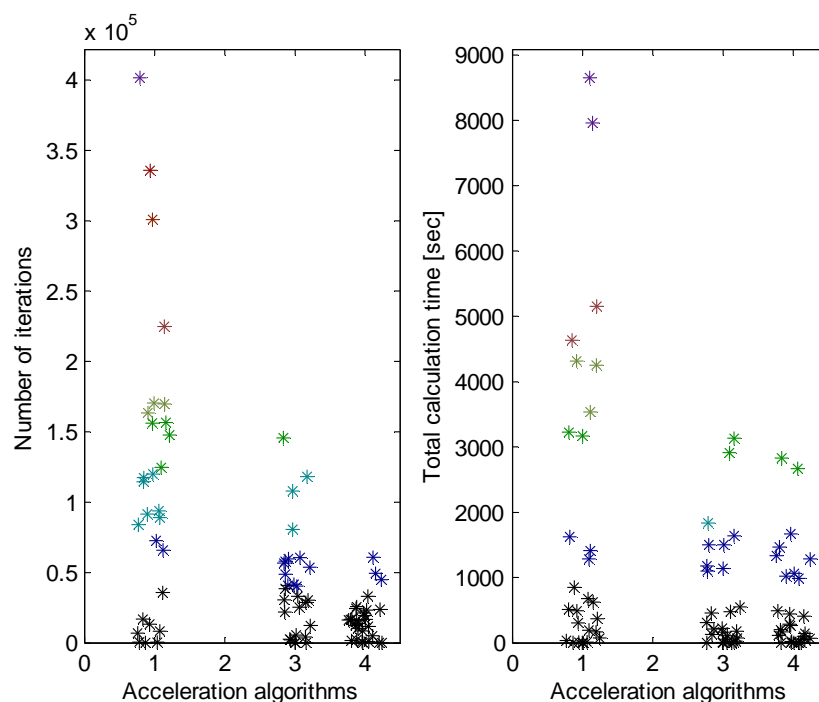 x 10^5
4
3.5
3
2.5
2
1.5
1
0.5
0
Number of iterations
0 1 2 3 4
Acceleration algorithms
9000
8000
7000
6000
5000
4000
3000
2000
1000
0
Total calculation time [sec]
0 1 2 3 4
Acceleration algorithms